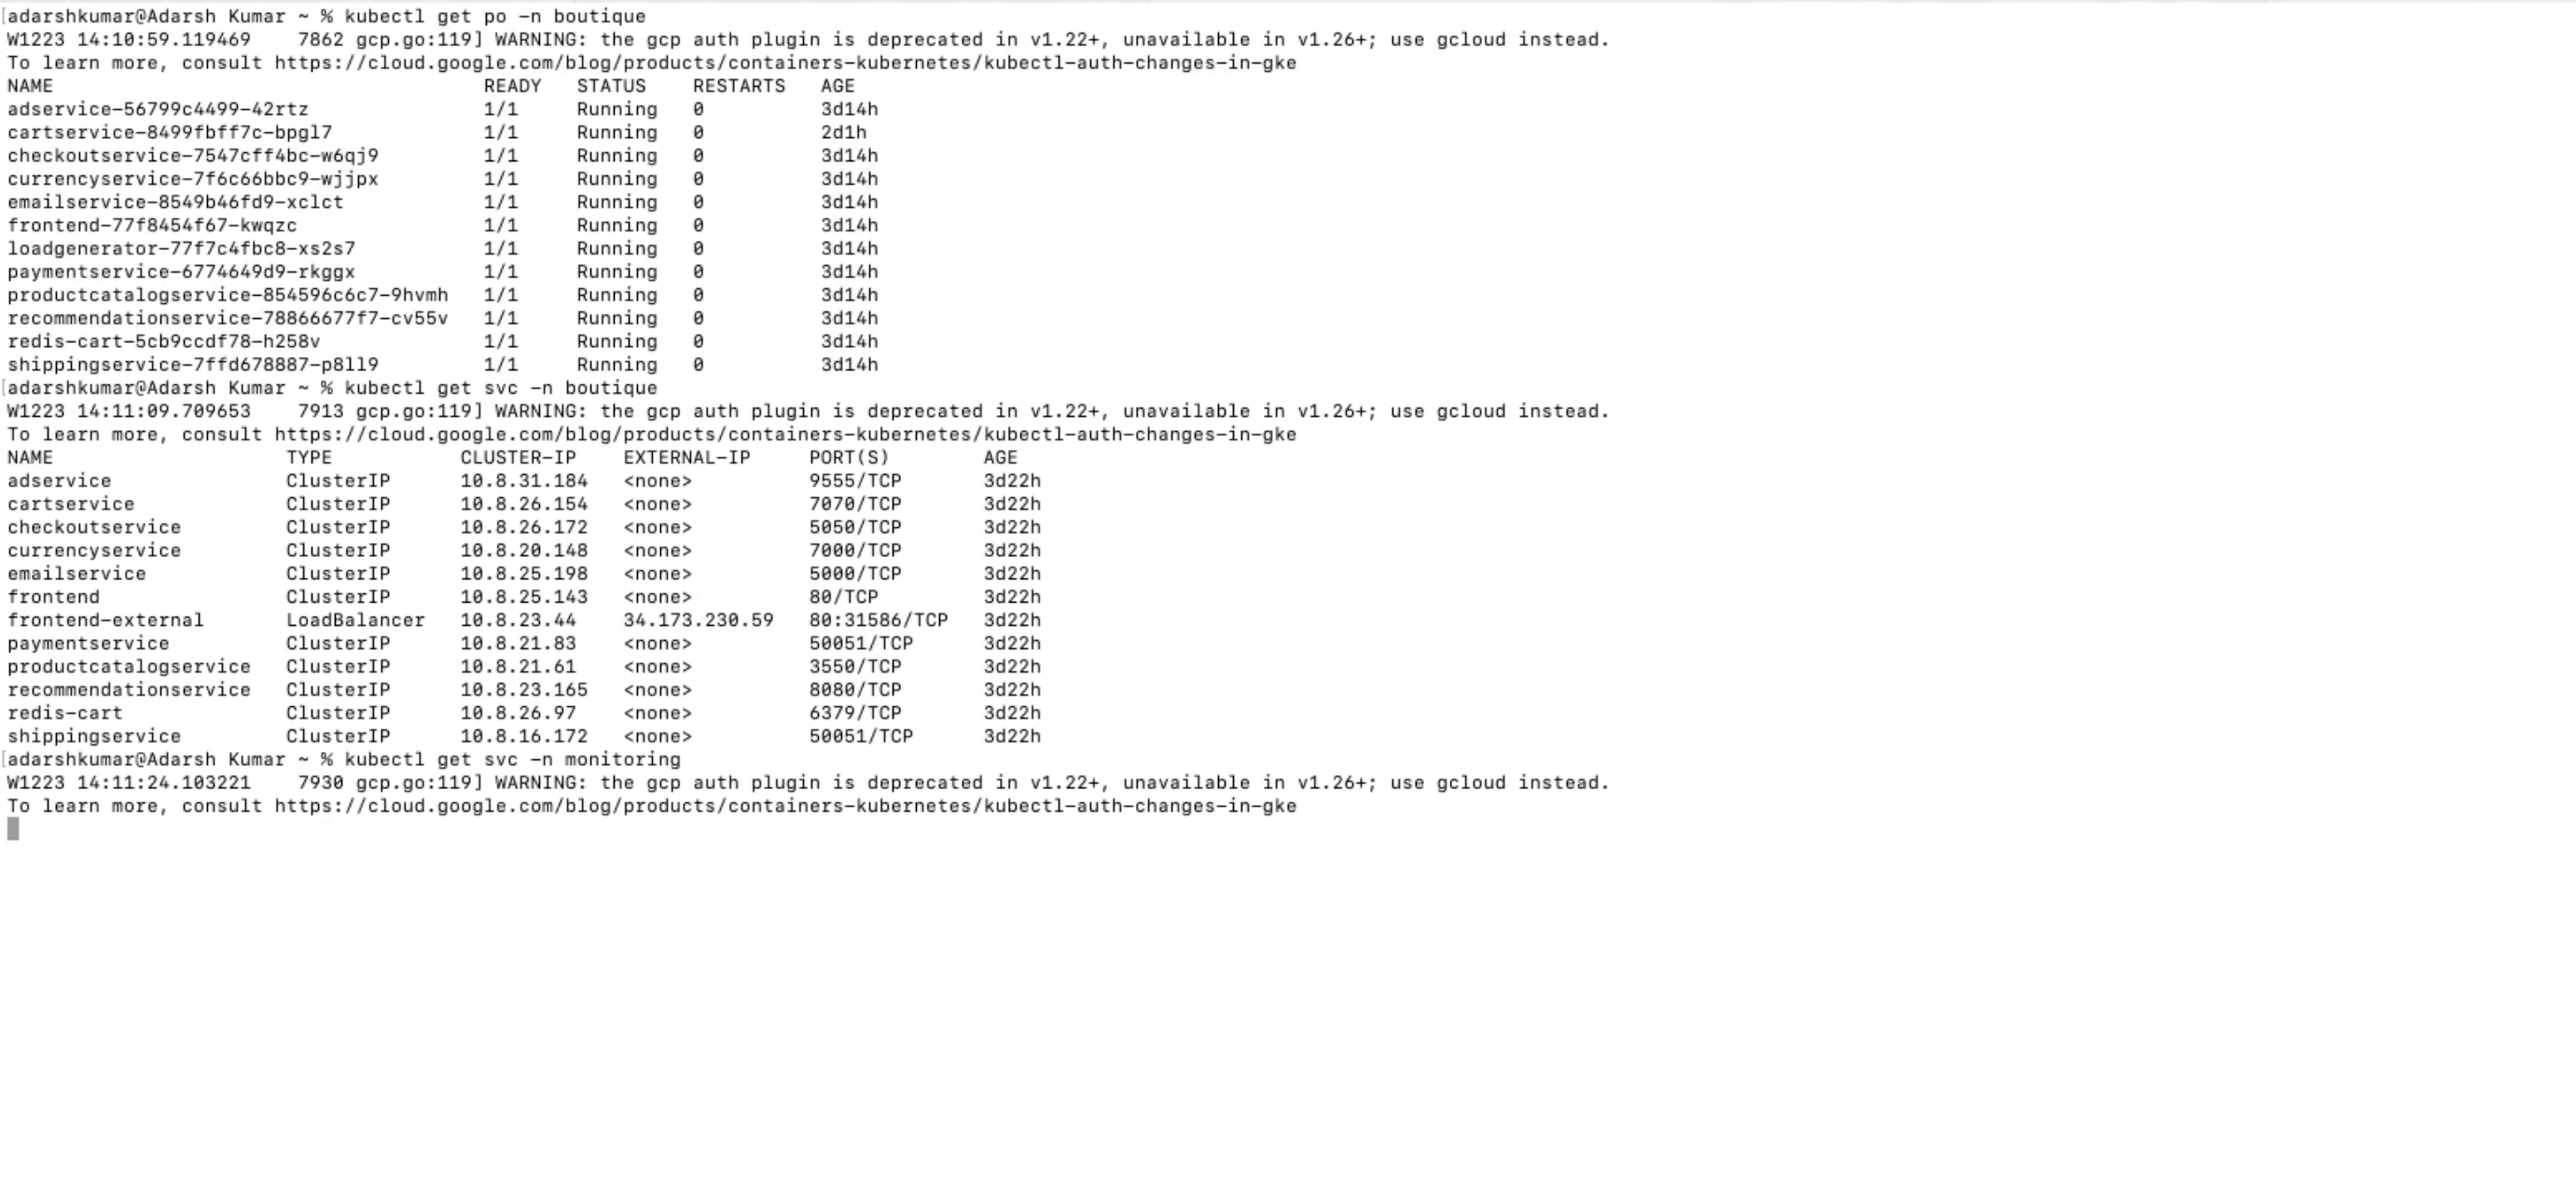 [adarshkumar@Adarsh Kumar ~ % kubectl get po -n boutique
W1223 14:10:59.119469    7862 gcp.go:119] WARNING: the gcp auth plugin is deprecated in v1.22+, unavailable in v1.26+; use gcloud instead.
To learn more, consult https://cloud.google.com/blog/products/containers-kubernetes/kubectl-auth-changes-in-gke
NAME                                     READY   STATUS    RESTARTS   AGE
adservice-56799c4499-42rtz               1/1     Running   0          3d14h
cartservice-8499fbff7c-bpgl7             1/1     Running   0          2d1h
checkoutservice-7547cff4bc-w6qj9         1/1     Running   0          3d14h
currencyservice-7f6c66bbc9-wjjpx         1/1     Running   0          3d14h
emailservice-8549b46fd9-xclct            1/1     Running   0          3d14h
frontend-77f8454f67-kwqzc                1/1     Running   0          3d14h
loadgenerator-77f7c4fbc8-xs2s7           1/1     Running   0          3d14h
paymentservice-6774649d9-rkggx           1/1     Running   0          3d14h
productcatalogservice-854596c6c7-9hvmh   1/1     Running   0          3d14h
recommendationservice-78866677f7-cv55v   1/1     Running   0          3d14h
redis-cart-5cb9ccdf78-h258v              1/1     Running   0          3d14h
shippingservice-7ffd678887-p8ll9         1/1     Running   0          3d14h
[adarshkumar@Adarsh Kumar ~ % kubectl get svc -n boutique
W1223 14:11:09.709653    7913 gcp.go:119] WARNING: the gcp auth plugin is deprecated in v1.22+, unavailable in v1.26+; use gcloud instead.
To learn more, consult https://cloud.google.com/blog/products/containers-kubernetes/kubectl-auth-changes-in-gke
NAME                    TYPE           CLUSTER-IP    EXTERNAL-IP     PORT(S)        AGE
adservice               ClusterIP      10.8.31.184   <none>          9555/TCP       3d22h
cartservice             ClusterIP      10.8.26.154   <none>          7070/TCP       3d22h
checkoutservice         ClusterIP      10.8.26.172   <none>          5050/TCP       3d22h
currencyservice         ClusterIP      10.8.20.148   <none>          7000/TCP       3d22h
emailservice            ClusterIP      10.8.25.198   <none>          5000/TCP       3d22h
frontend                ClusterIP      10.8.25.143   <none>          80/TCP         3d22h
frontend-external       LoadBalancer   10.8.23.44    34.173.230.59   80:31586/TCP   3d22h
paymentservice          ClusterIP      10.8.21.83    <none>          50051/TCP      3d22h
productcatalogservice   ClusterIP      10.8.21.61    <none>          3550/TCP       3d22h
recommendationservice   ClusterIP      10.8.23.165   <none>          8080/TCP       3d22h
redis-cart              ClusterIP      10.8.26.97    <none>          6379/TCP       3d22h
shippingservice         ClusterIP      10.8.16.172   <none>          50051/TCP      3d22h
[adarshkumar@Adarsh Kumar ~ % kubectl get svc -n monitoring
W1223 14:11:24.103221    7930 gcp.go:119] WARNING: the gcp auth plugin is deprecated in v1.22+, unavailable in v1.26+; use gcloud instead.
To learn more, consult https://cloud.google.com/blog/products/containers-kubernetes/kubectl-auth-changes-in-gke